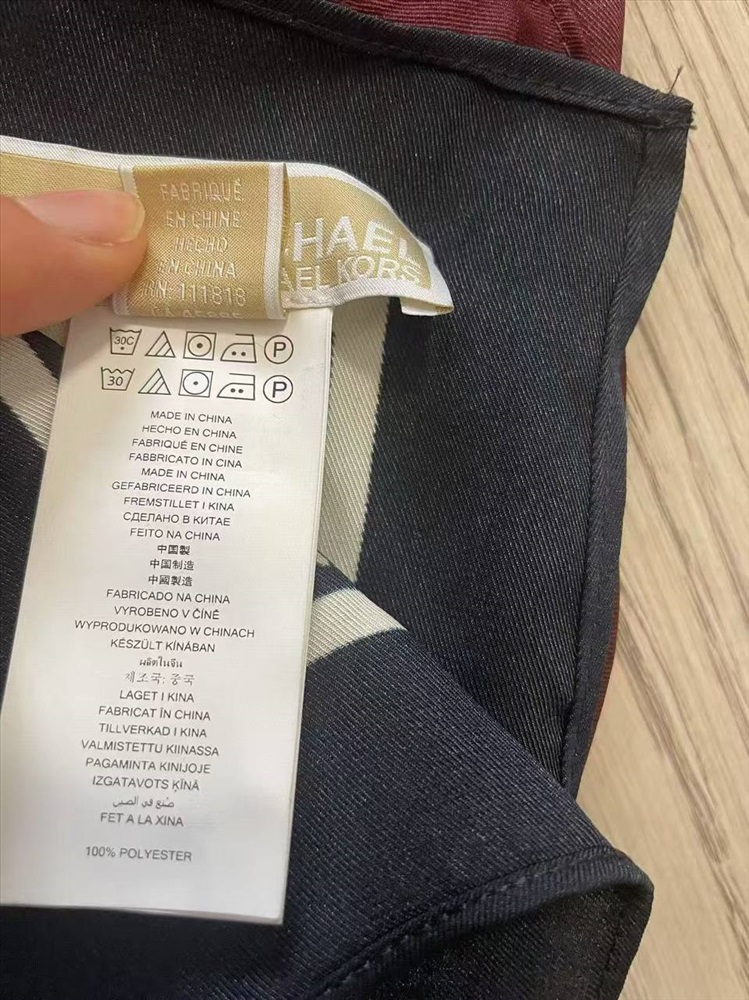 FABRIQUÉ
EN CHINE
HECHO
EN CHINA
RN: 111818
HAEL
AEL KORS
30C P
30 P
MADE IN CHINA
HECHO EN CHINA
FABRIQUÉ EN CHINE
FABBRICATO IN CINA
MADE IN CHINA
GEFABRICEERD IN CHINA
FREMSTILLET I KINA
СДЕЛАНО В КИТАЕ
FEITO NA CHINA
中国製
中国制造
中國製造
FABRICADO NA CHINA
VYROBENO V ČÍNĚ
WYPRODUKOWANO W CHINACH
KÉSZÜLT KÍNÁBAN
ผลิตในจีน
제조국: 중국
LAGET I KINA
FABRICAT ÎN CHINA
TILLVERKAD I KINA
VALMISTETTU KIINASSA
PAGAMINTA KINIJOJE
IZGATAVOTS ĶĪNĀ
صنع في الصين
FET A LA XINA
100% POLYESTER